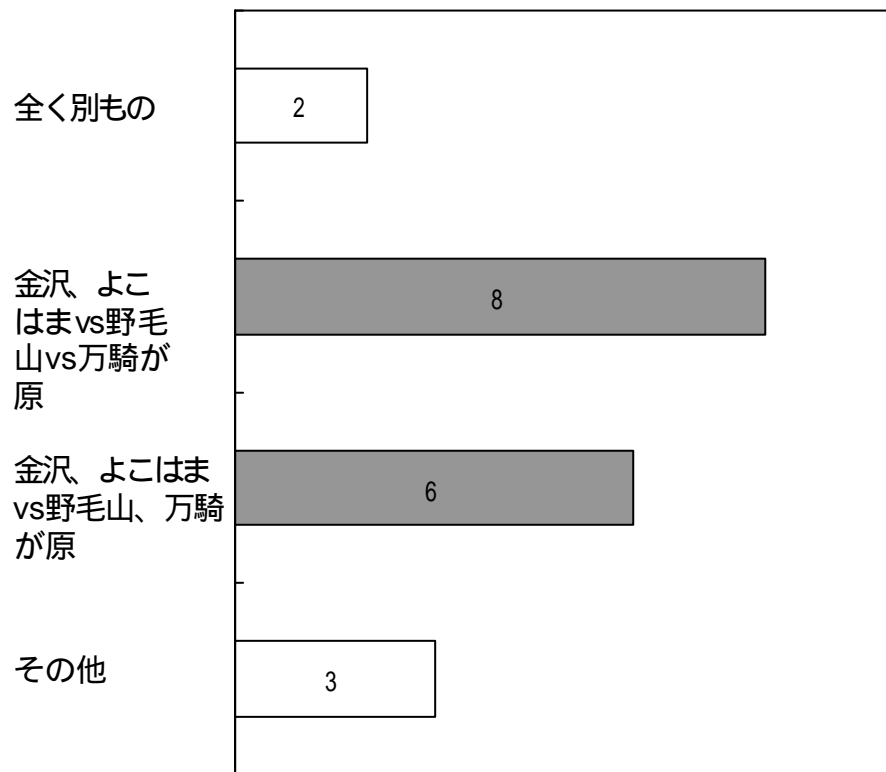 全く別もの
2
金沢、よこ
はまvs野毛
山vs万騎が
原
8
金沢、よこはま
vs野毛山、万騎
が原
6
その他
3